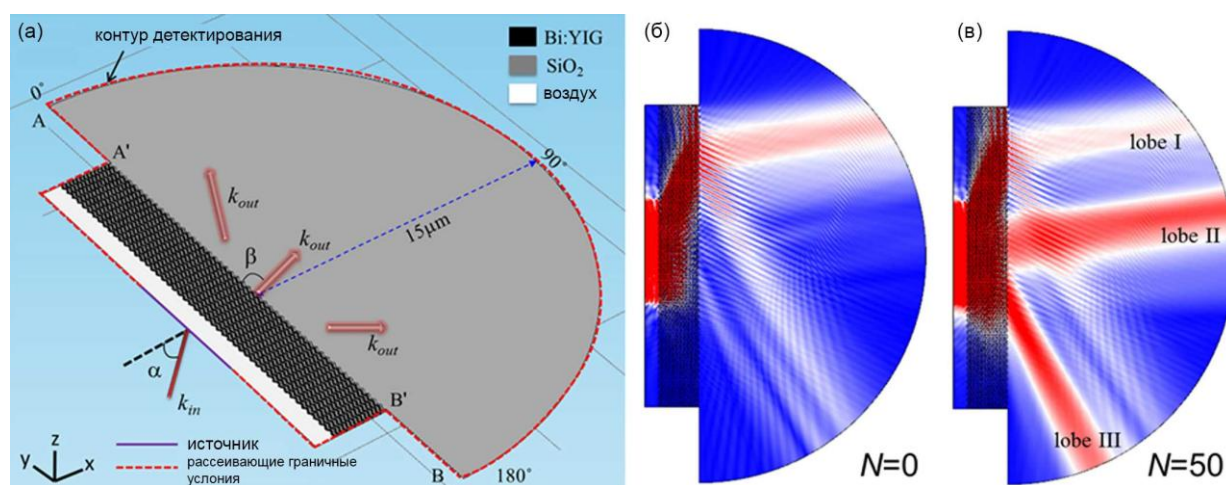 (а)
контур детектирования
Bi:YIG
SiO₂
воздух
0°
A
A'
90°
k_out
k_out
15μm
β
k_out
α
k_in
B'
B
180°
z
y
x
источник
рассеивающие граничные
услония
(б)
N=0
(в)
lobe I
lobe II
lobe III
N=50